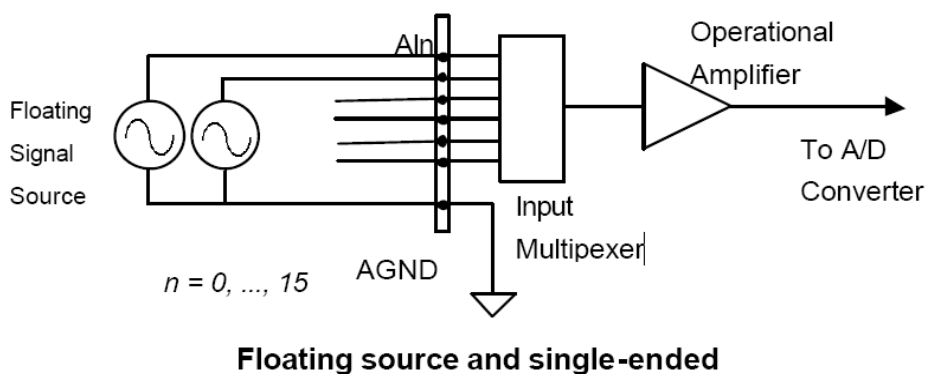 AIn
Operational
Amplifier
Floating
Signal
Source
To A/D
Converter
Input
Multipexer
AGND
n = 0, ..., 15
Floating source and single-ended